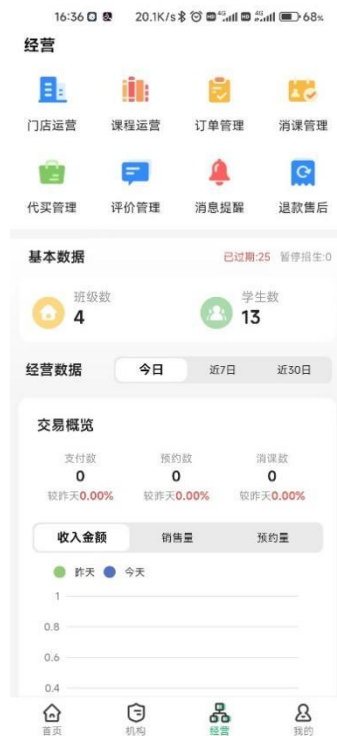 16:36 20.1K/s 4G 4G 68%
经营
门店运营 课程运营 订单管理 消课管理
代买管理 评价管理 消息提醒 退款售后
基本数据 已过期:25 暂停招生:0
班级数 学生数
4 13
经营数据 今日 近7日 近30日
交易概览
支付数 预约数 消课数
0 0 0
较昨天0.00% 较昨天0.00% 较昨天0.00%
收入金额 销售量 预约量
昨天 今天
1
0.8
0.6
0.4
首页 机构 经营 我的